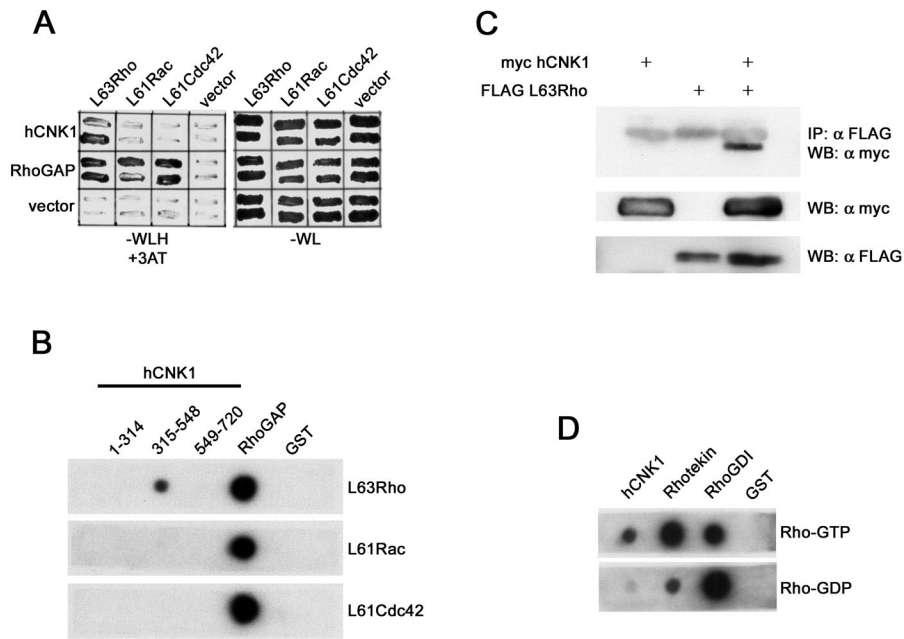 A
L63Rho L61Rac L61Cdc42 vector L63Rho L61Rac L61Cdc42 vector
hCNK1
RhoGAP
vector
-WLH
+3AT
-WL
B
hCNK1
1-314 315-548 549-720 RhoGAP GST
L63Rho
L61Rac
L61Cdc42
C
myc hCNK1 + +
FLAG L63Rho + +
IP: α FLAG
WB: α myc
WB: α myc
WB: α FLAG
D
hCNK1 Rhotekin RhoGDI GST
Rho-GTP
Rho-GDP